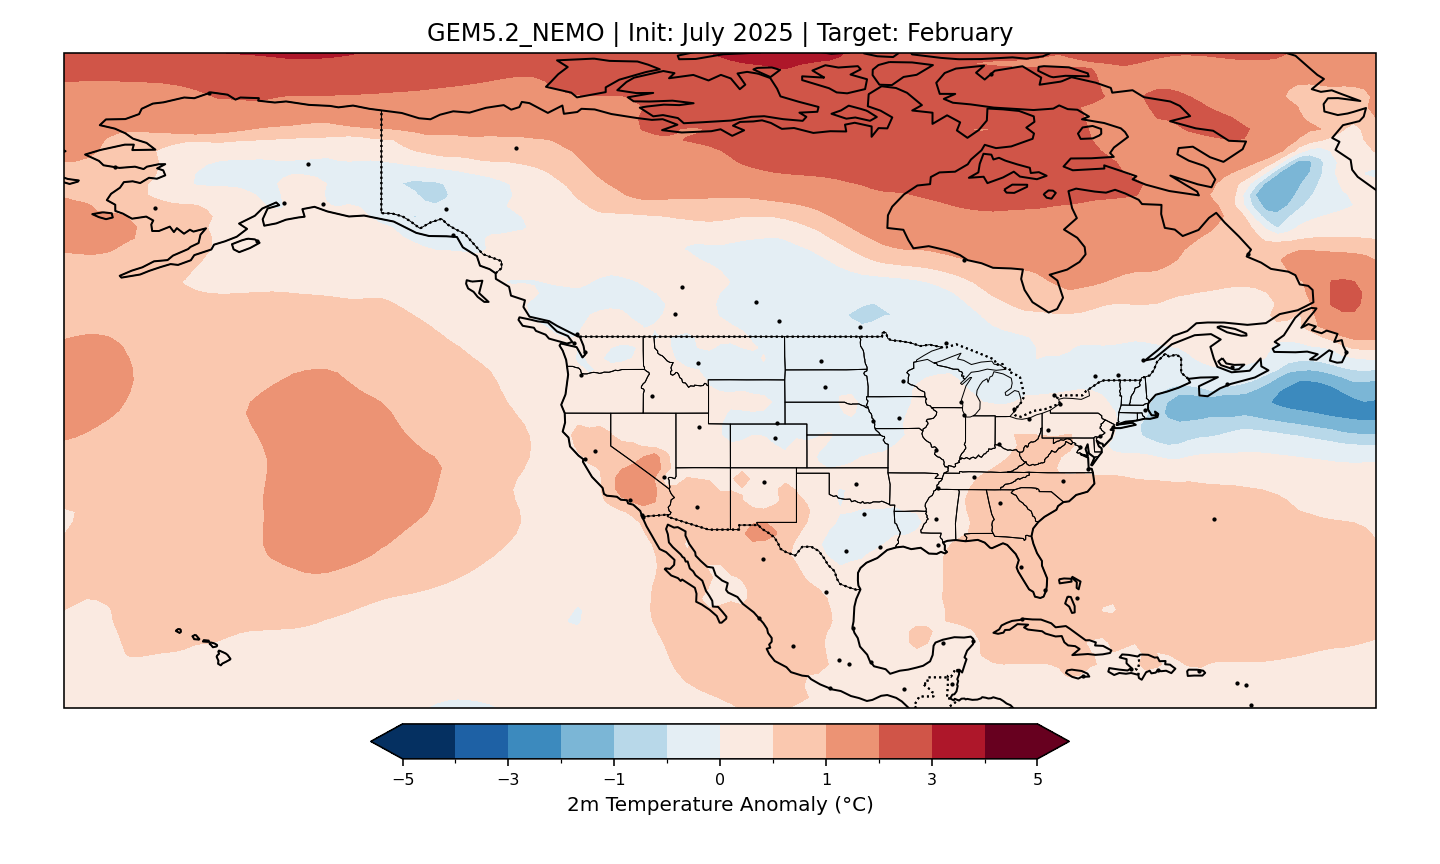 GEM5.2_NEMO | Init: July 2025 | Target: February
−5 −3 −1 0 1 3 5
2m Temperature Anomaly (°C)